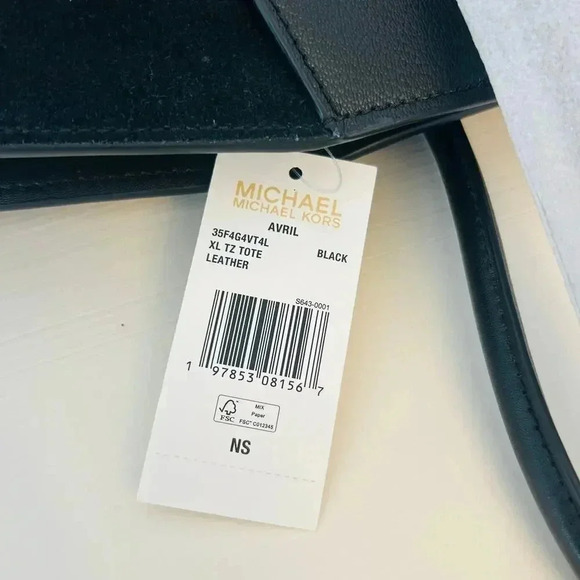 MICHAEL
MICHAEL KORS
AVRIL
35F4G4VT4L BLACK
XL TZ TOTE
LEATHER
S643-0001
1 97853 08156 7
FSC MIX
Paper
FSC® C012345
NS